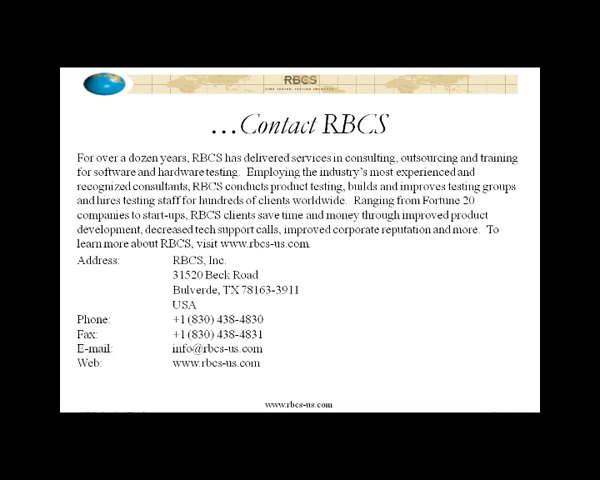 RBCS
…Contact RBCS
For over a dozen years, RBCS has delivered services in consulting, outsourcing and training
for software and hardware testing. Employing the industry's most experienced and
recognized consultants, RBCS conducts product testing, builds and improves testing groups
and hires testing staff for hundreds of clients worldwide. Ranging from Fortune 20
companies to start-ups, RBCS clients save time and money through improved product
development, decreased tech support calls, improved corporate reputation and more. To
learn more about RBCS, visit www.rbcs-us.com.
Address: RBCS, Inc.
31520 Beck Road
Bulverde, TX 78163-3911
USA
Phone: +1 (830) 438-4830
Fax: +1 (830) 438-4831
E-mail: info@rbcs-us.com
Web: www.rbcs-us.com
www.rbcs-us.com